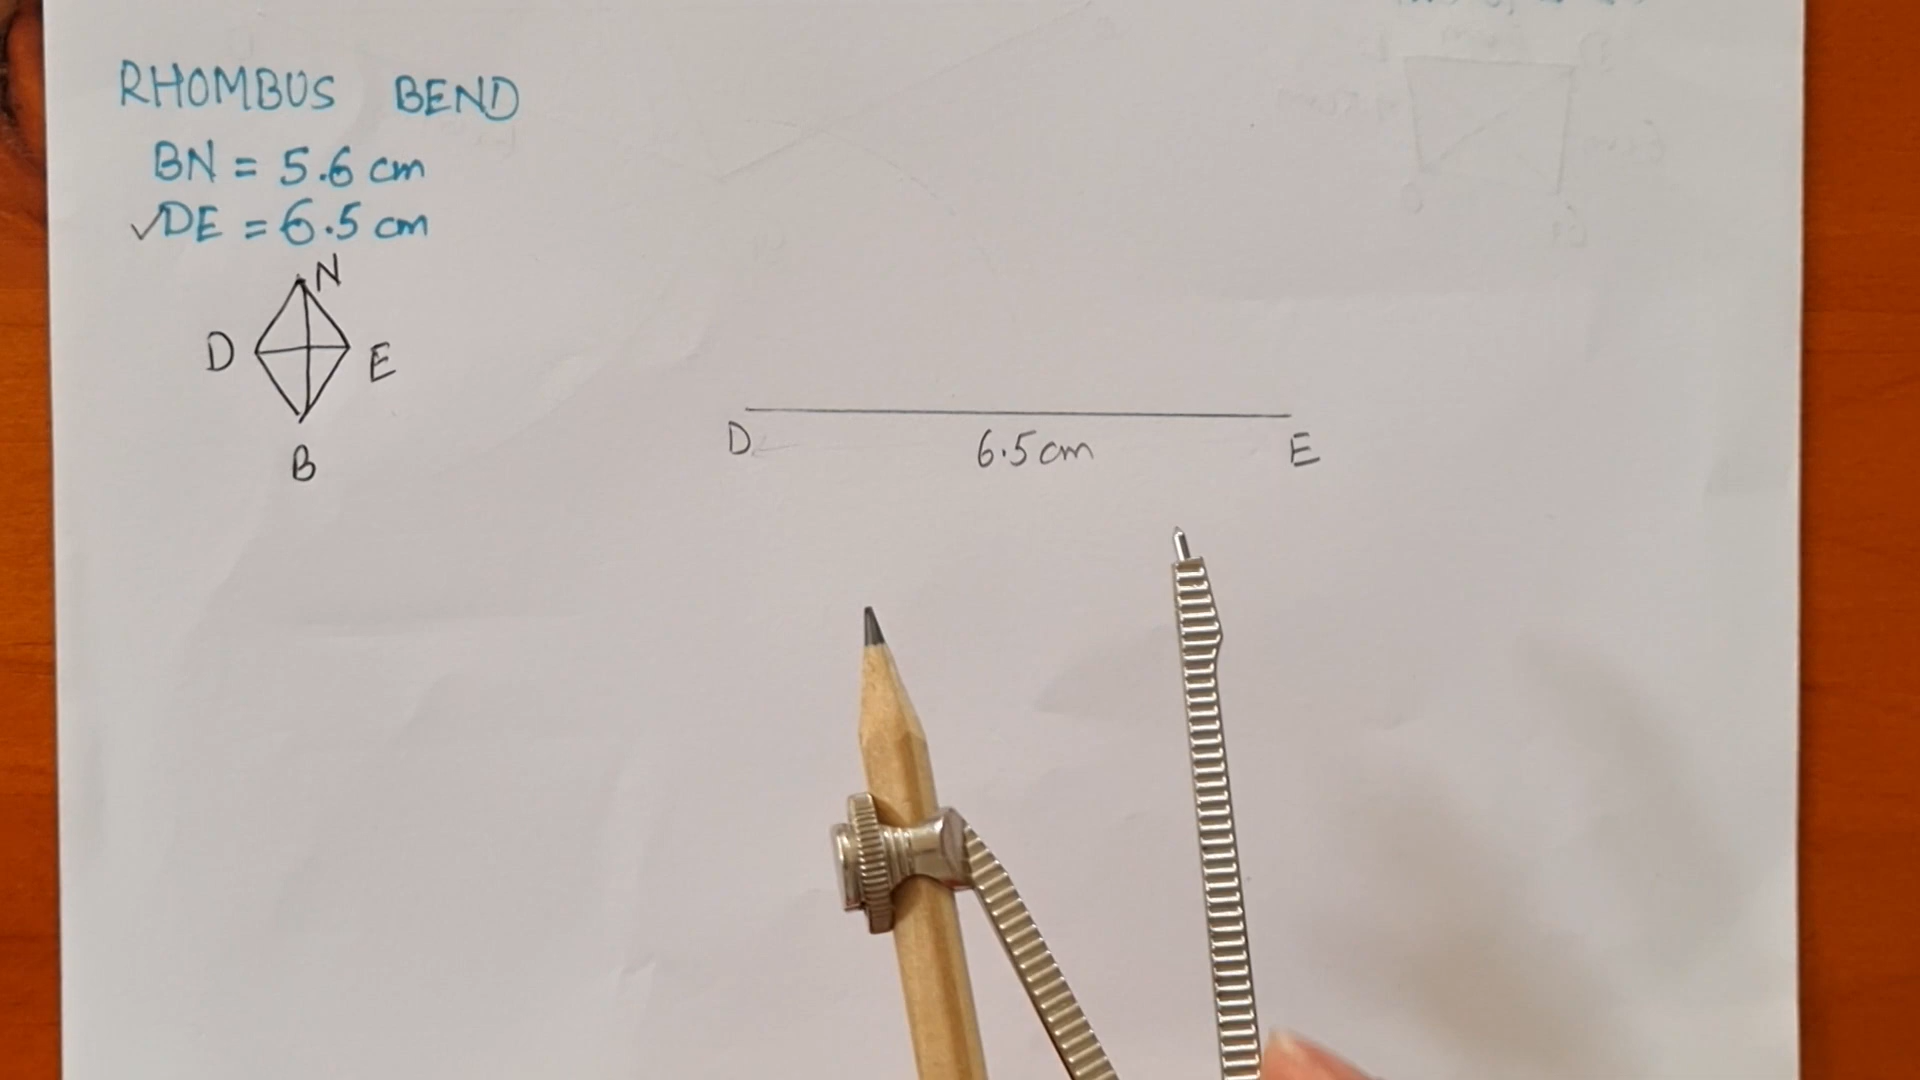 RHOMBUS BEND
BN = 5.6 cm
✓DE = 6.5 cm
N
D E
B
D 6.5 cm E